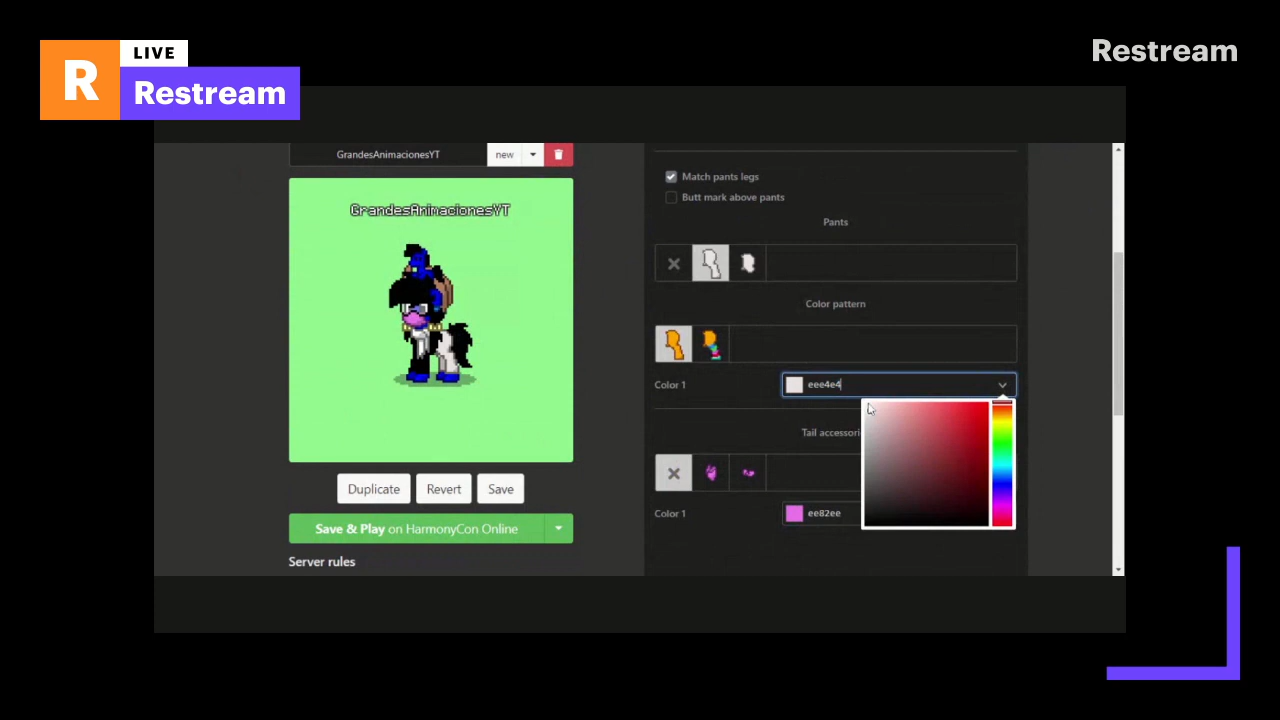 R
LIVE
Restream
Restream
GrandesAnimacionesYT
new
GrandesAnimacionesYT
Duplicate
Revert
Save
Save & Play on HarmonyCon Online
Server rules
Match pants legs
Butt mark above pants
Pants
Color pattern
Color 1
eee4e4
Tail accessori
Color 1
ee82ee